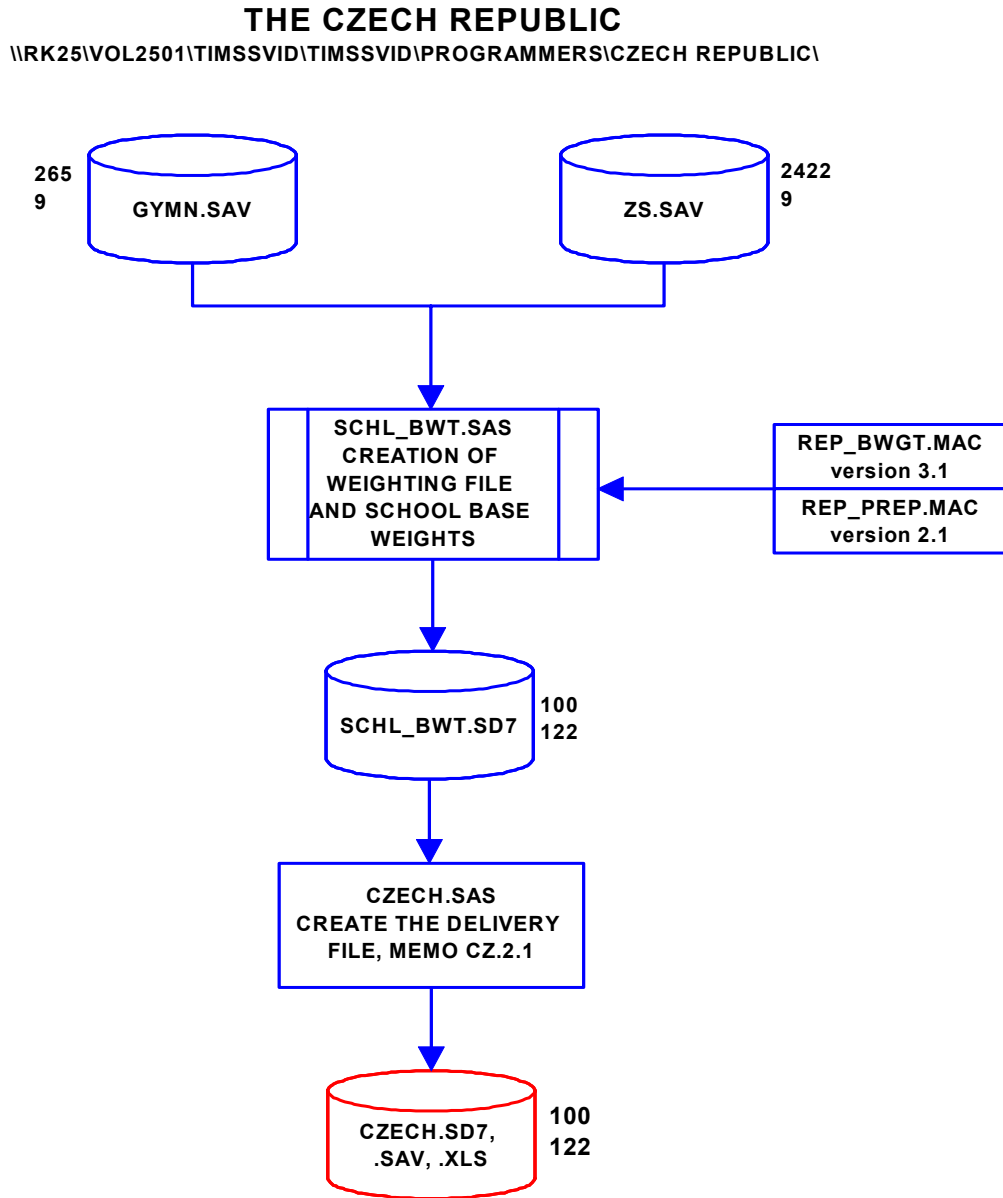 THE CZECH REPUBLIC
\\RK25\VOL2501\TIMSSVID\TIMSSVID\PROGRAMMERS\CZECH REPUBLIC\
265
9
GYMN.SAV
ZS.SAV
2422
9
SCHL_BWT.SAS
CREATION OF
WEIGHTING FILE
AND SCHOOL BASE
WEIGHTS
REP_BWGT.MAC
version 3.1
REP_PREP.MAC
version 2.1
SCHL_BWT.SD7
100
122
CZECH.SAS
CREATE THE DELIVERY
FILE, MEMO CZ.2.1
CZECH.SD7,
.SAV, .XLS
100
122